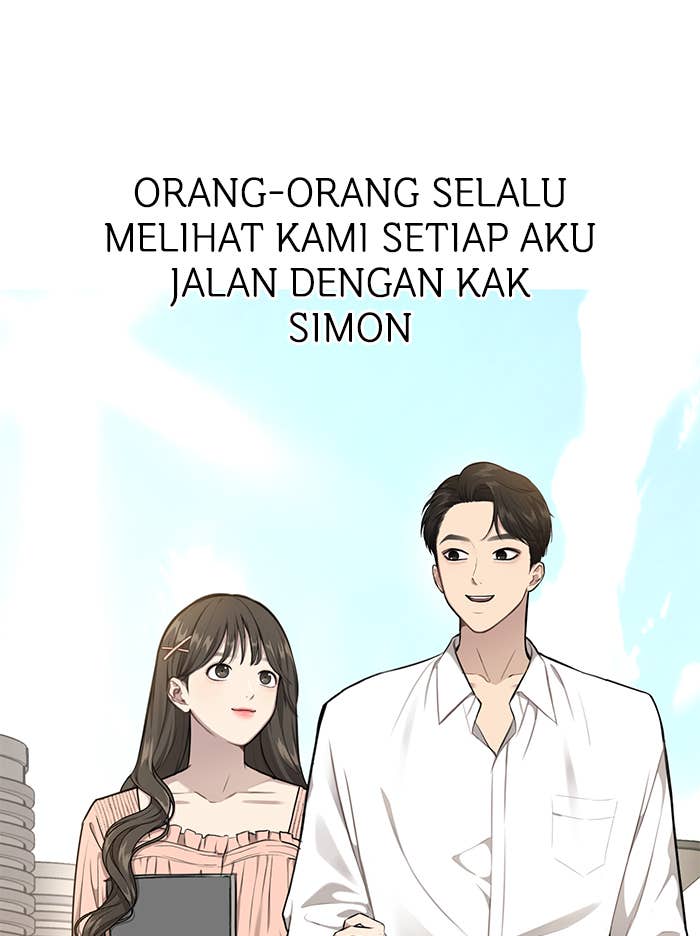 ORANG-ORANG SELALU
MELIHAT KAMI SETIAP AKU
JALAN DENGAN KAK
SIMON